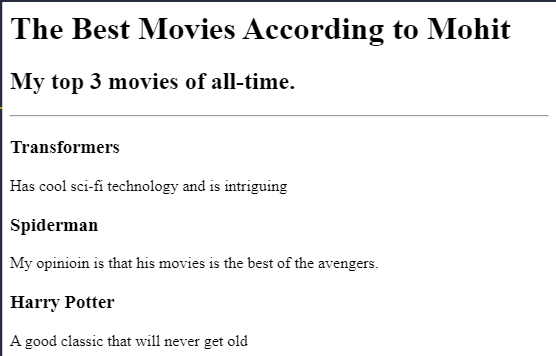 The Best Movies According to Mohit
My top 3 movies of all-time.
Transformers
Has cool sci-fi technology and is intriguing
Spiderman
My opinioin is that his movies is the best of the avengers.
Harry Potter
A good classic that will never get old